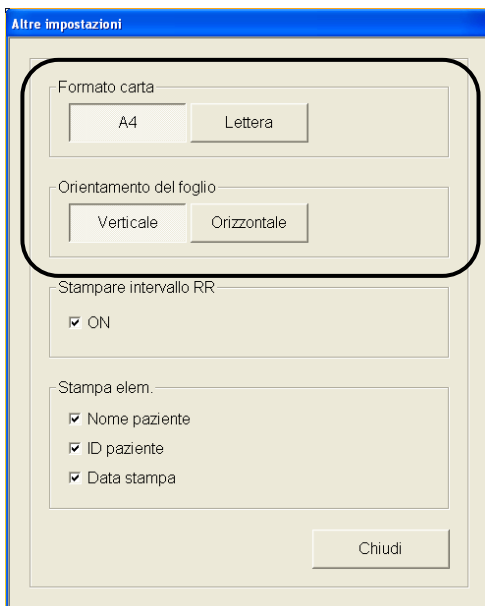 Altre impostazioni
Formato carta
A4 Lettera
Orientamento del foglio
Verticale Orizzontale
Stampare intervallo RR
ON
Stampa elem.
Nome paziente
ID paziente
Data stampa
Chiudi